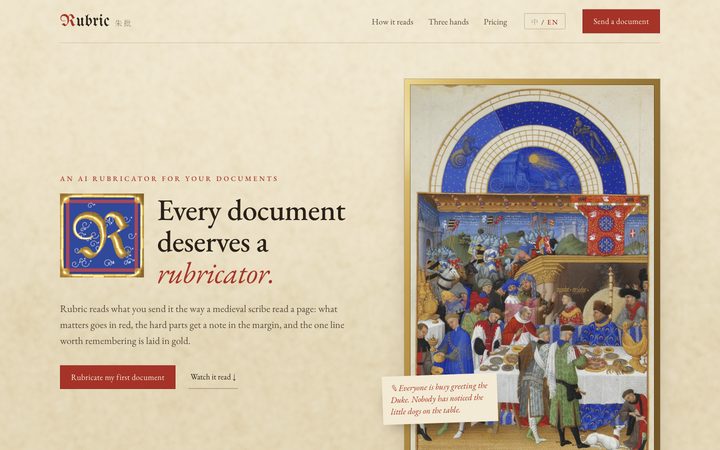 Rubric 朱批
How it reads
Three hands
Pricing
中 / EN
Send a document
AN AI RUBRICATOR FOR YOUR DOCUMENTS
R
Every document
deserves a
rubricator.
Rubric reads what you send it the way a medieval scribe read a page: what
matters goes in red, the hard parts get a note in the margin, and the one line
worth remembering is laid in gold.
Rubricate my first document
Watch it read ↓
✎ Everyone is busy greeting the
Duke. Nobody has noticed the
little dogs on the table.